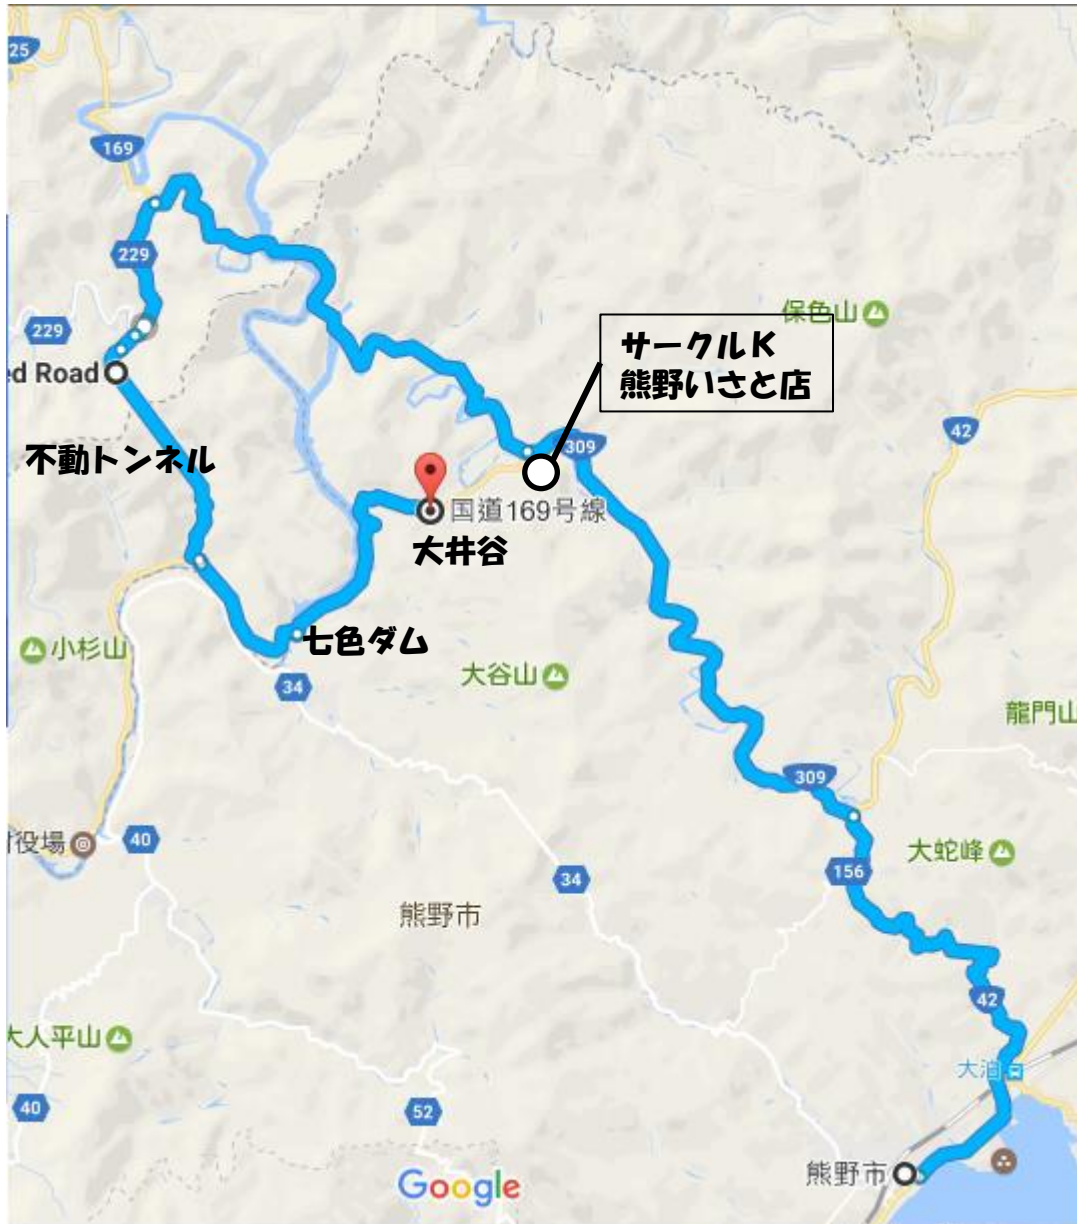 25
169
229
229
ed Road
保色山
サークルK
熊野いさと店
309
42
不動トンネル
国道169号線
大井谷
小杉山
七色ダム
大谷山
34
龍門山
309
役場
40
大蛇峰
156
34
熊野市
42
大人平山
大泊
40
52
熊野市
Google